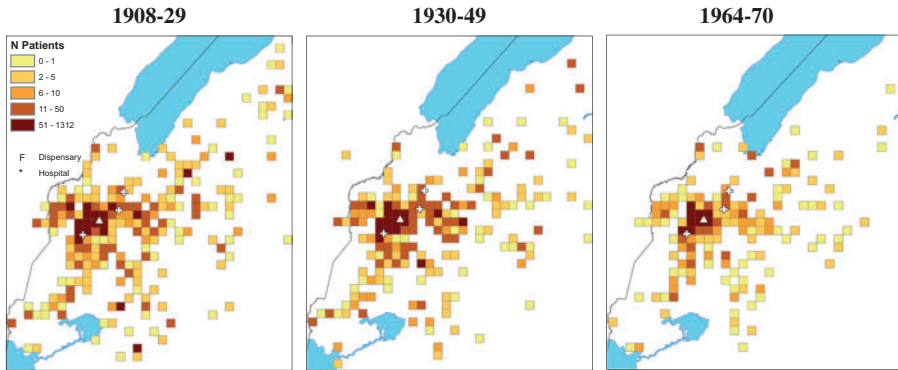 1908-29
1930-49
1964-70
N Patients
0 - 1
2 - 5
6 - 10
11 - 50
51 - 1312
F Dispensary
* Hospital